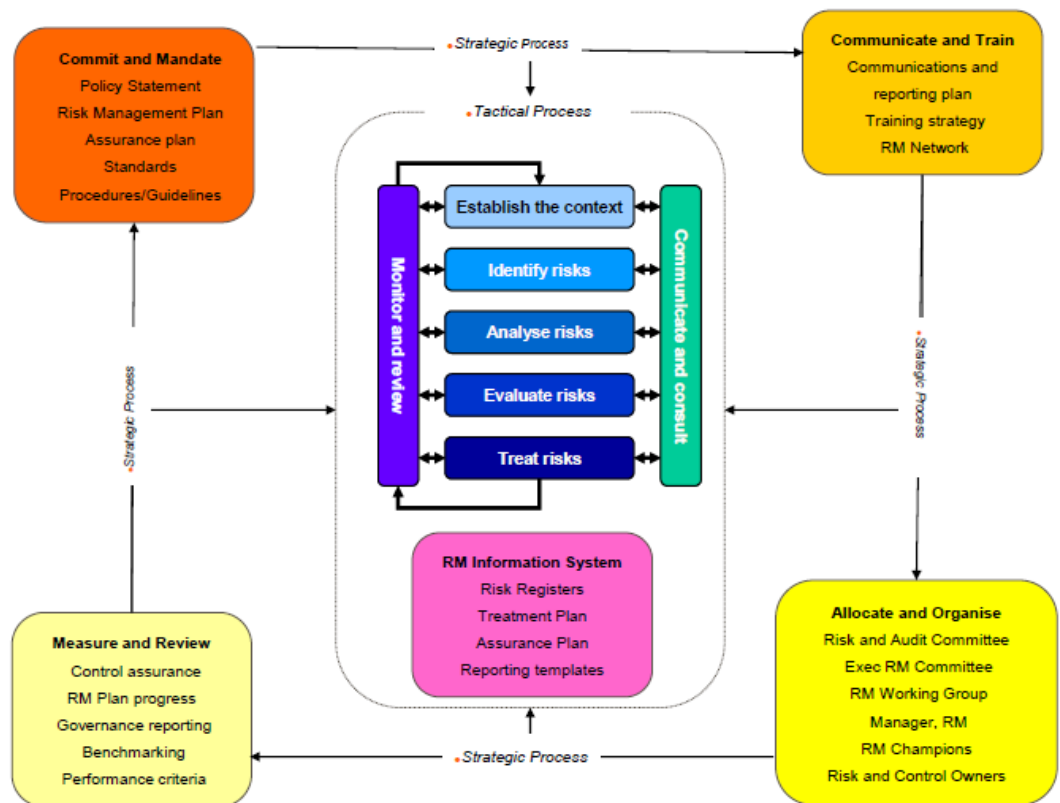 Commit and Mandate
Policy Statement
Risk Management Plan
Assurance plan
Standards
Procedures/Guidelines
•Strategic Process
Communicate and Train
Communications and
reporting plan
Training strategy
RM Network
•Tactical Process
Monitor and review
Establish the context
Identify risks
Analyse risks
Evaluate risks
Treat risks
Communicate and consult
•Strategic Process
•Strategic Process
RM Information System
Risk Registers
Treatment Plan
Assurance Plan
Reporting templates
Measure and Review
Control assurance
RM Plan progress
Governance reporting
Benchmarking
Performance criteria
•Strategic Process
Allocate and Organise
Risk and Audit Committee
Exec RM Committee
RM Working Group
Manager, RM
RM Champions
Risk and Control Owners